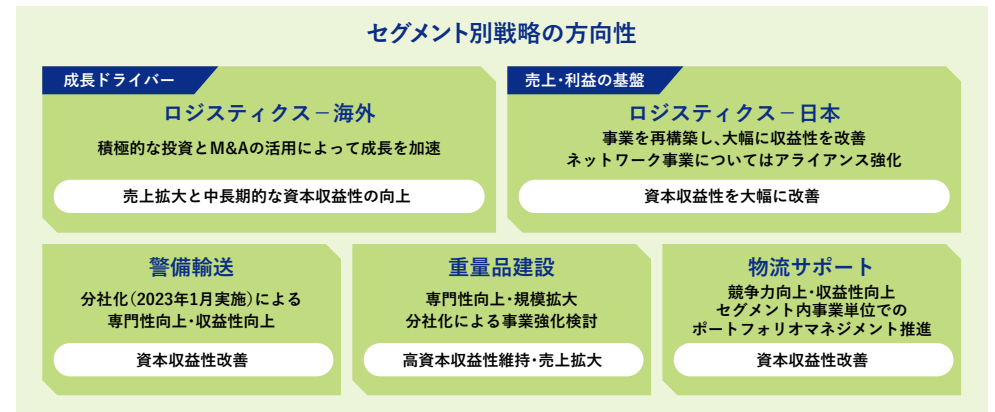 セグメント別戦略の方向性
成長ドライバー
ロジスティクス－海外
積極的な投資とM&Aの活用によって成長を加速
売上拡大と中長期的な資本収益性の向上
売上・利益の基盤
ロジスティクス－日本
事業を再構築し、大幅に収益性を改善
ネットワーク事業についてはアライアンス強化
資本収益性を大幅に改善
警備輸送
分社化（2023年1月実施）による
専門性向上・収益性向上
資本収益性改善
重量品建設
専門性向上・規模拡大
分社化による事業強化検討
高資本収益性維持・売上拡大
物流サポート
競争力向上・収益性向上
セグメント内事業単位での
ポートフォリオマネジメント推進
資本収益性改善